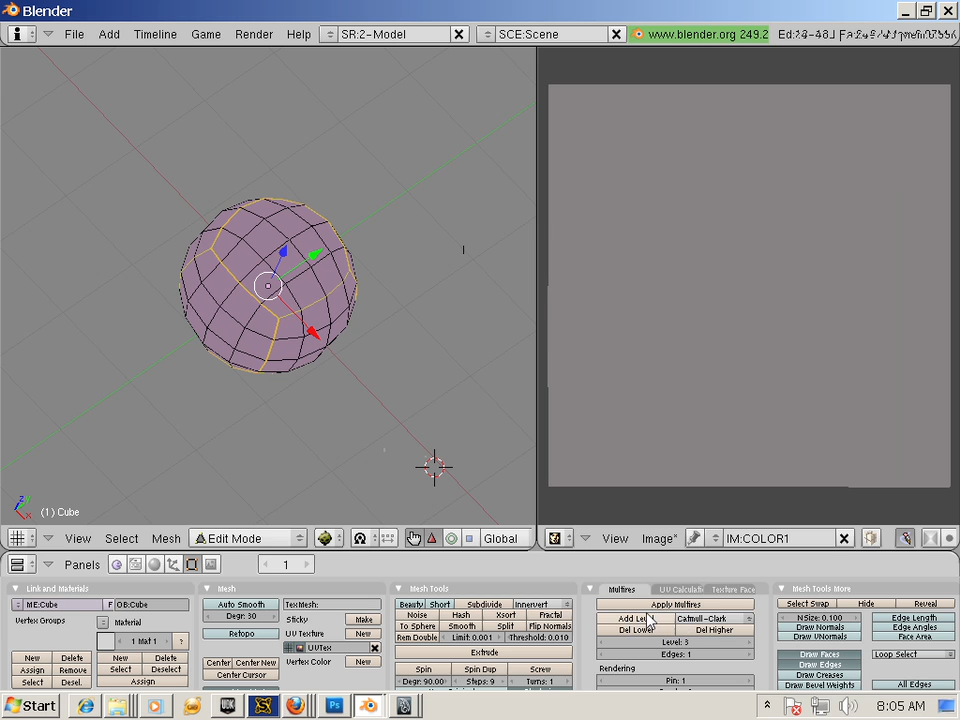 Blender
File Add Timeline Game Render Help SR:2-Model SCE:Scene www.blender.org 249.2
(1) Cube
View Select Mesh Edit Mode Global
View Image* IM:COLOR1
Panels 1
Link and Materials
ME:Cube F OB:Cube
Vertex Groups Material
1 Mat 1 ?
New Delete New Delete
Assign Remove Select Deselect
Select Desel. Assign
Mesh
Auto Smooth TexMesh:
Degr: 30 Sticky Make
Retopo UV Texture New
UVTex
Center Center New Vertex Color New
Center Cursor
Mesh Tools
Beauty Short Subdivide Innervert
Noise Hash Xsort Fractal
To Sphere Smooth Split Flip Normals
Rem Double Limit: 0.001 Threshold: 0.010
Extrude
Spin Spin Dup Screw
Degr: 90.00 Steps: 9 Turns: 1
Multires UV Calculati Texture Face
Apply Multires
Add Level Catmull-Clark
Del Lower Del Higher
Level: 3
Edges: 1
Rendering
Pin: 1
Mesh Tools More
Select Swap Hide Reveal
NSize: 0.100 Edge Length
Draw Normals Edge Angles
Draw VNormals Face Area
Draw Faces Loop Select
Draw Edges
Draw Creases
Draw Bevel Weights All Edges
Start 8:05 AM